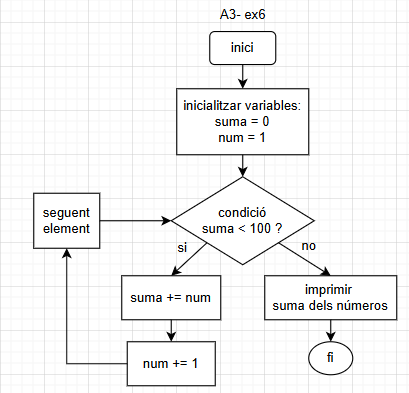 A3- ex6
inici
inicialitzar variables:
suma = 0
num = 1
seguent
element
condició
suma < 100 ?
si
no
suma += num
imprimir
suma dels números
num += 1
fi